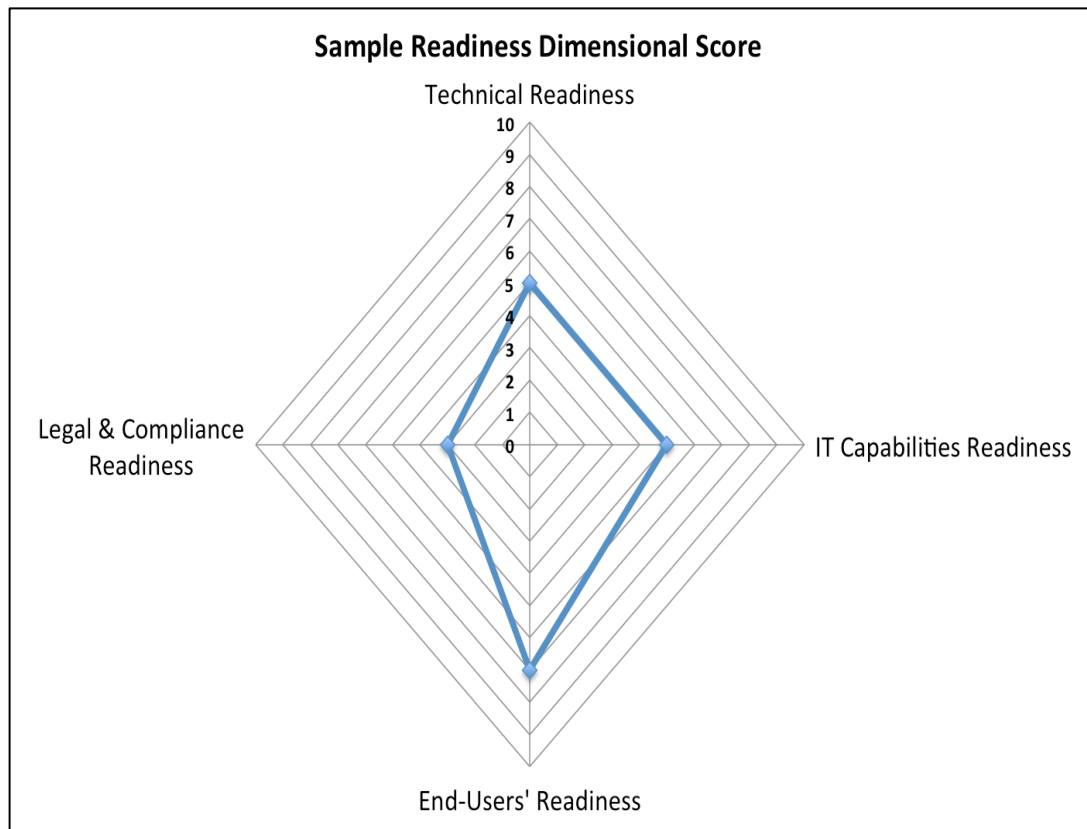 Sample Readiness Dimensional Score
Technical Readiness
10
9
8
7
6
5
4
3
2
1
0
Legal & Compliance
Readiness
IT Capabilities Readiness
End-Users' Readiness